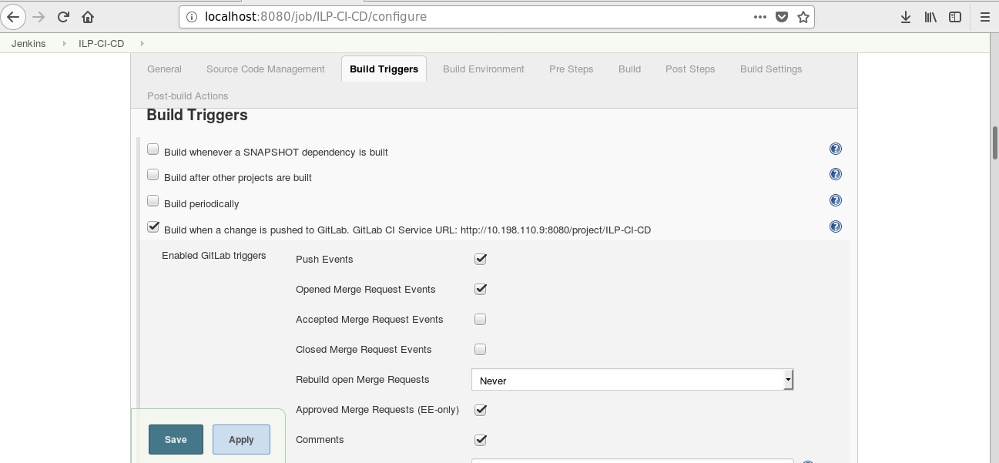 localhost:8080/job/ILP-CI-CD/configure
Jenkins ILP-CI-CD
General Source Code Management Build Triggers Build Environment Pre Steps Build Post Steps Build Settings
Post-build Actions
Build Triggers
Build whenever a SNAPSHOT dependency is built
Build after other projects are built
Build periodically
Build when a change is pushed to GitLab. GitLab CI Service URL: http://10.198.110.9:8080/project/ILP-CI-CD
Enabled GitLab triggers Push Events
Opened Merge Request Events
Accepted Merge Request Events
Closed Merge Request Events
Rebuild open Merge Requests Never
Approved Merge Requests (EE-only)
Save Apply Comments